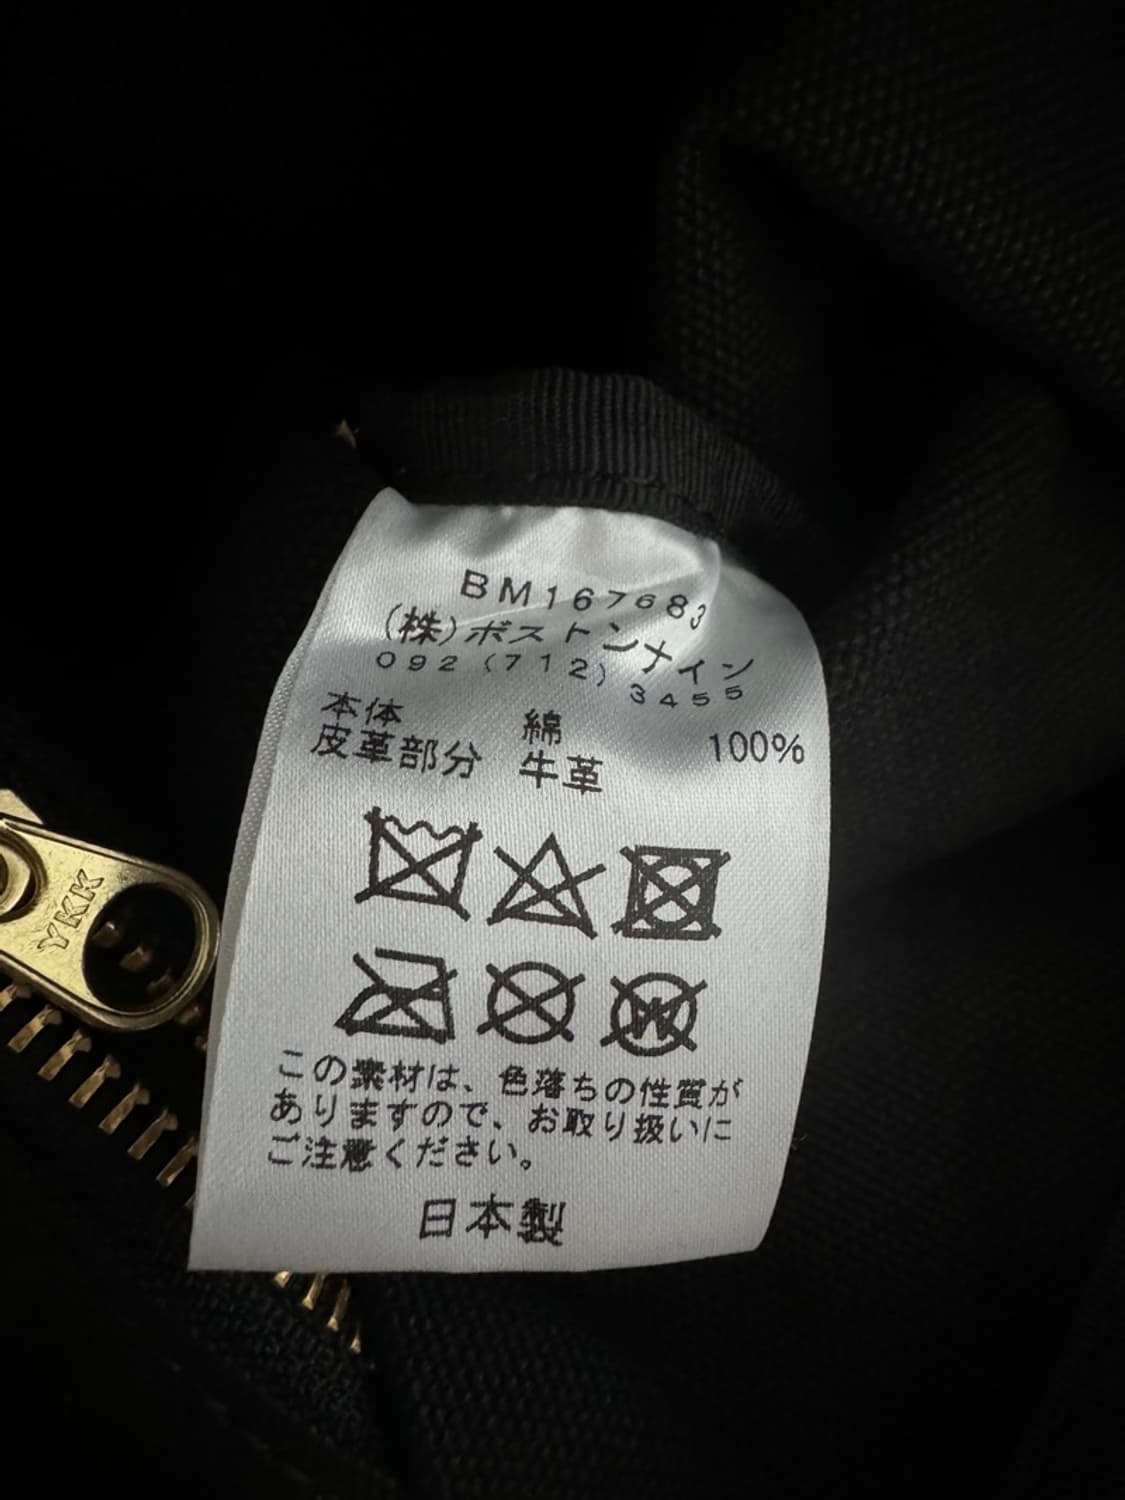 BM167683
(株)ボストンナイン
092(712)3455
本体 綿 100%
皮革部分 牛革
W
この素材は、色落ちの性質が
ありますので、お取り扱いに
ご注意ください。
日本製
YKK